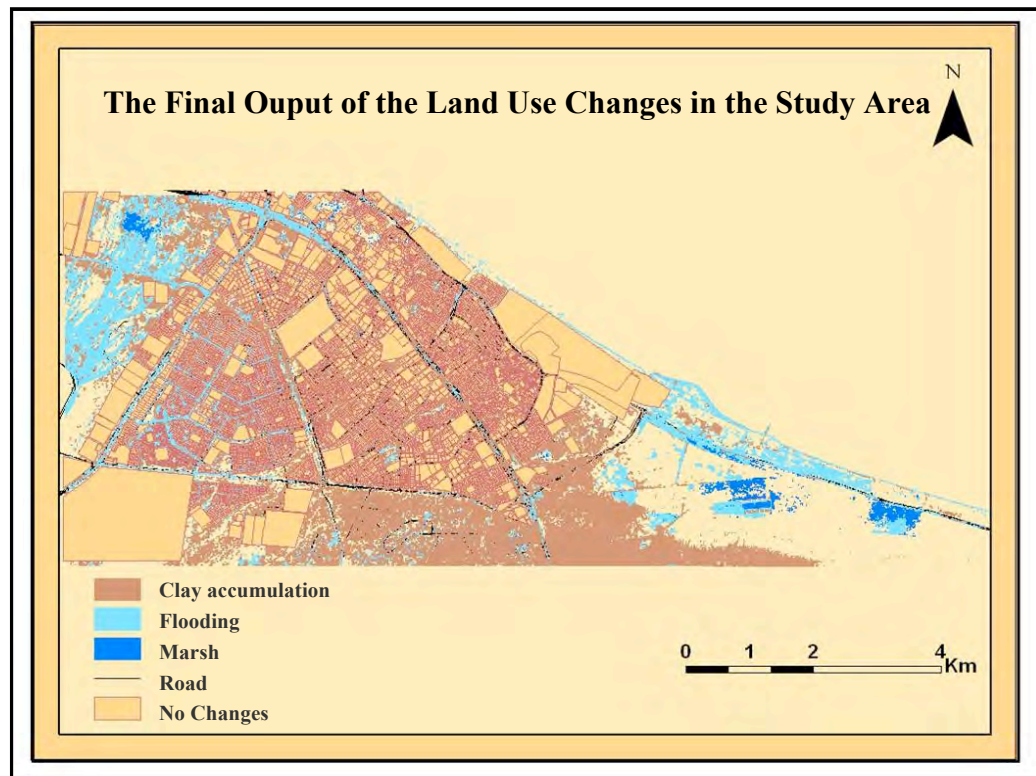 N
The Final Ouput of the Land Use Changes in the Study Area
Clay accumulation
Flooding
Marsh
Road
No Changes
0 1 2 4
Km